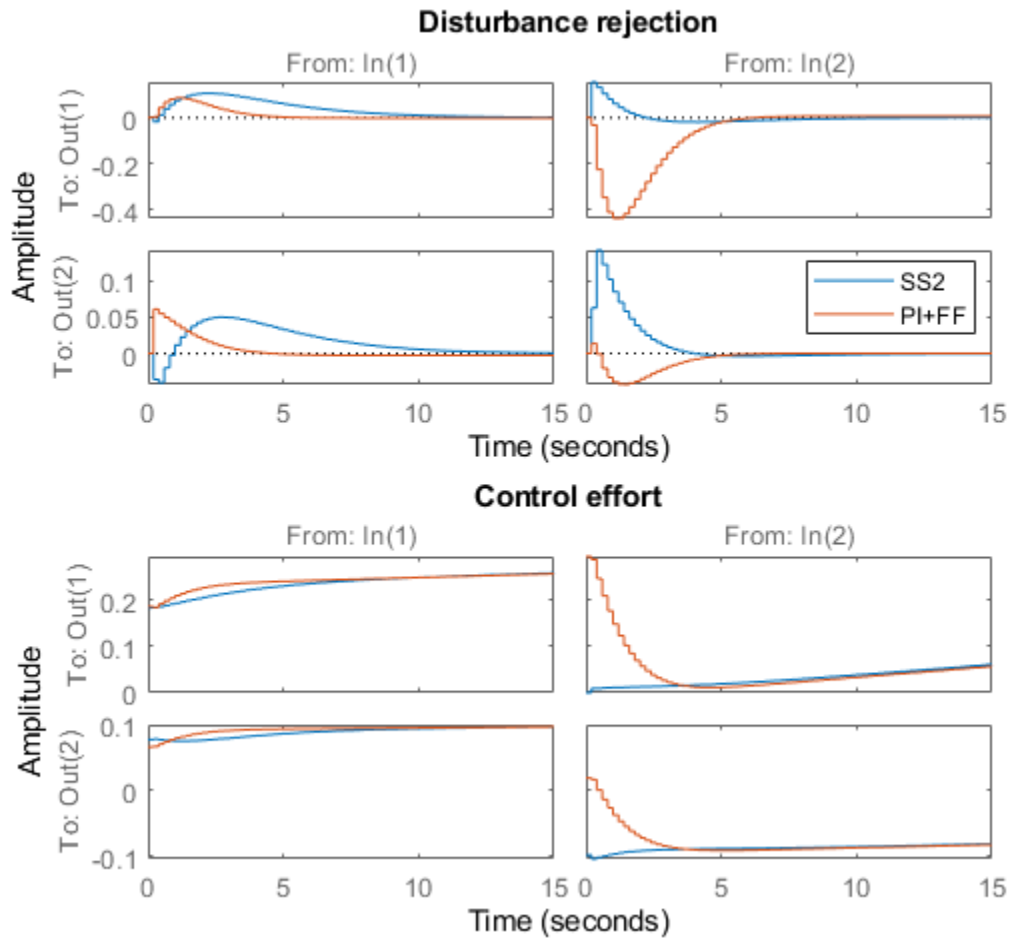 Disturbance rejection
From: In(1)
From: In(2)
To: Out(1)
0
-0.2
-0.4
Amplitude
To: Out(2)
0.1
0.05
0
SS2
PI+FF
0 5 10 15 0 5 10 15
Time (seconds)
Control effort
From: In(1)
From: In(2)
To: Out(1)
0.2
0.1
0
Amplitude
To: Out(2)
0.1
0
-0.1
0 5 10 15 0 5 10 15
Time (seconds)